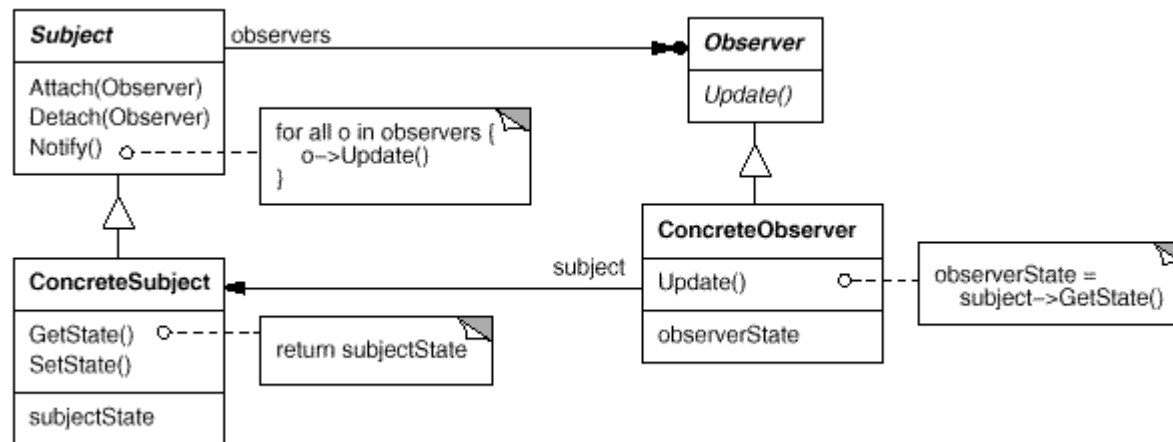 Subject
Attach(Observer)
Detach(Observer)
Notify()
observers
for all o in observers {
o->Update()
}
Observer
Update()
ConcreteSubject
GetState()
SetState()
subjectState
return subjectState
subject
ConcreteObserver
Update()
observerState
observerState =
subject->GetState()